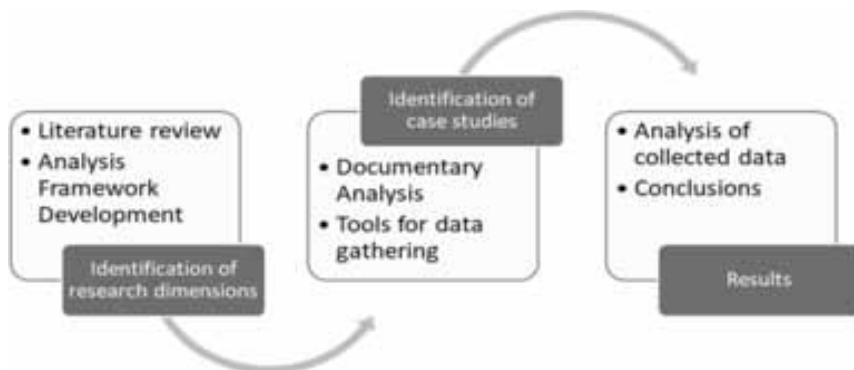 • Literature review
• Analysis
Framework
Development
Identification of
research dimensions
Identification of
case studies
• Documentary
Analysis
• Tools for data
gathering
• Analysis of
collected data
• Conclusions
Results